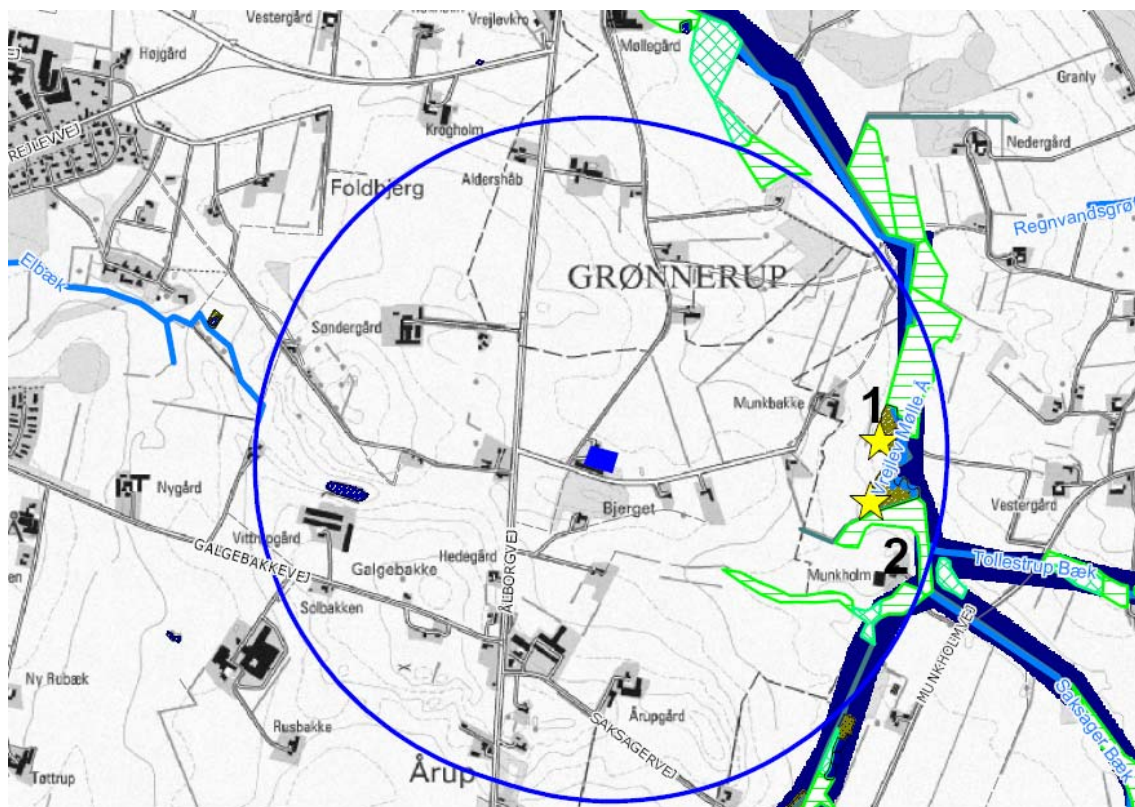 Vestergård
Vrejlevkro
Højgård
Møllegård
Granly
Krogholm
REJLEVVEJ
Nedergård
Aldershåb
Foldbjerg
Regnvandsgrøf
Elbæk
GRØNNERUP
Søndergård
Munkbakke
1
Vrejlev Mølle Å
Nygård
Bjerget
Vestergård
Vitthøgård
GALGEBAKKEVEJ
Hedegård
ÅLBORGVEJ
2
Galgebakke
Munkholm
Tollestrup Bæk
Solbakken
MUNKHOLMVEJ
Saksager Bæk
Ny Rubæk
Årupgård
Rusbakke
SAKSAGERVEJ
Årup
Tøttrup